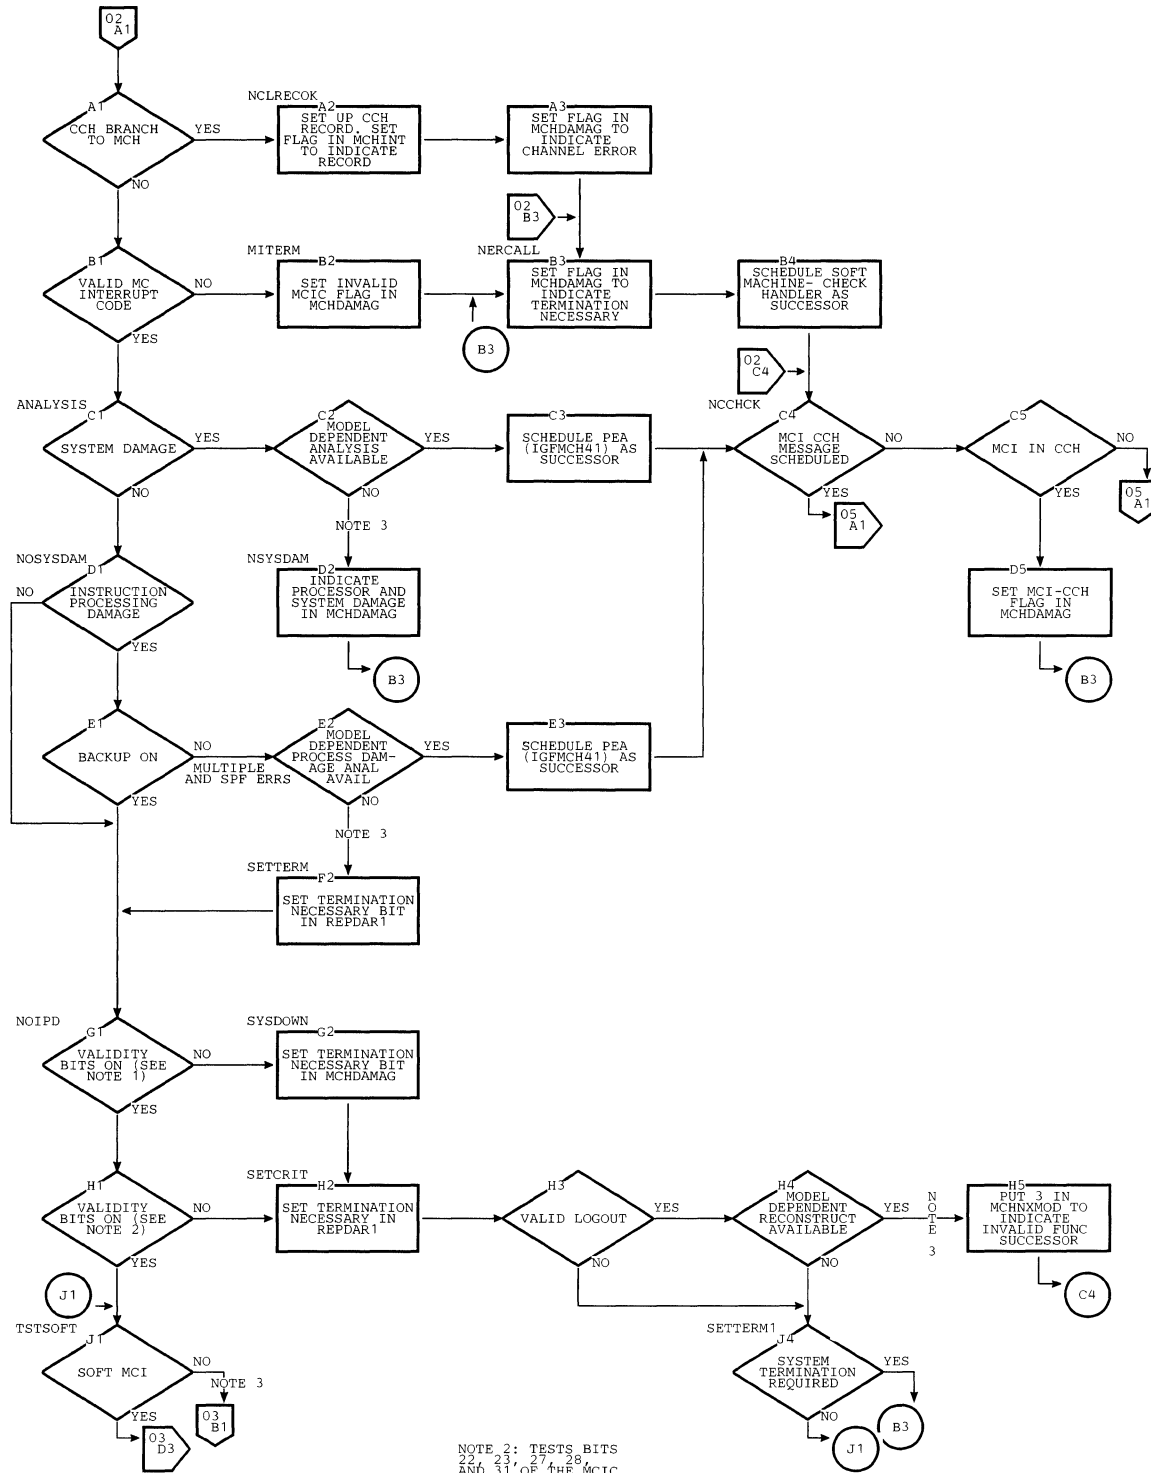 02
A1
A1
CCH BRANCH
TO MCH
YES
NO
NCLRECOK
A2
SET UP CCH
RECORD. SET
FLAG IN MCHINT
TO INDICATE
RECORD
A3
SET FLAG IN
MCHDAMAG TO
INDICATE
CHANNEL ERROR
02
B3
B1
VALID MC
INTERRUPT
CODE
NO
YES
MITERM
B2
SET INVALID
MCIC FLAG IN
MCHDAMAG
B3
NERCALL
B3
SET FLAG IN
MCHDAMAG TO
INDICATE
TERMINATION
NECESSARY
B4
SCHEDULE SOFT
MACHINE- CHECK
HANDLER AS
SUCCESSOR
02
C4
ANALYSIS
C1
SYSTEM DAMAGE
YES
NO
C2
MODEL
DEPENDENT
ANALYSIS
AVAILABLE
YES
NO
NOTE 3
C3
SCHEDULE PEA
(IGFMCH41) AS
SUCCESSOR
NCCHCK
C4
MCI CCH
MESSAGE
SCHEDULED
NO
YES
05
A1
C5
MCI IN CCH
NO
YES
05
A1
NOSYSDAM
D1
INSTRUCTION
PROCESSING
DAMAGE
NO
YES
NSYSDAM
D2
INDICATE
PROCESSOR AND
SYSTEM DAMAGE
IN MCHDAMAG
B3
D5
SET MCI-CCH
FLAG IN
MCHDAMAG
B3
E1
BACKUP ON
NO
MULTIPLE
AND SPF ERRS
YES
E2
MODEL
DEPENDENT
PROCESS DAM-
AGE ANAL
AVAIL
YES
NO
NOTE 3
E3
SCHEDULE PEA
(IGFMCH41) AS
SUCCESSOR
SETTERM
F2
SET TERMINATION
NECESSARY BIT
IN REPDAR1
NOIPD
G1
VALIDITY
BITS ON (SEE
NOTE 1)
NO
YES
SYSDOWN
G2
SET TERMINATION
NECESSARY BIT
IN MCHDAMAG
H1
VALIDITY
BITS ON (SEE
NOTE 2)
NO
YES
SETCRIT
H2
SET TERMINATION
NECESSARY IN
REPDAR1
H3
VALID LOGOUT
YES
NO
H4
MODEL
DEPENDENT
RECONSTRUCT
AVAILABLE
YES
NO
NOTE 3
H5
PUT 3 IN
MCHNXMOD TO
INDICATE
INVALID FUNC
SUCCESSOR
C4
J1
TSTSOFT
J1
SOFT MCI
NO
NOTE 3
YES
03
B1
03
D3
SETTERM1
J4
SYSTEM
TERMINATION
REQUIRED
YES
NO
B3
J1
NOTE 2: TESTS BITS
22, 23, 27, 28,
AND 31 OF THE MCIC